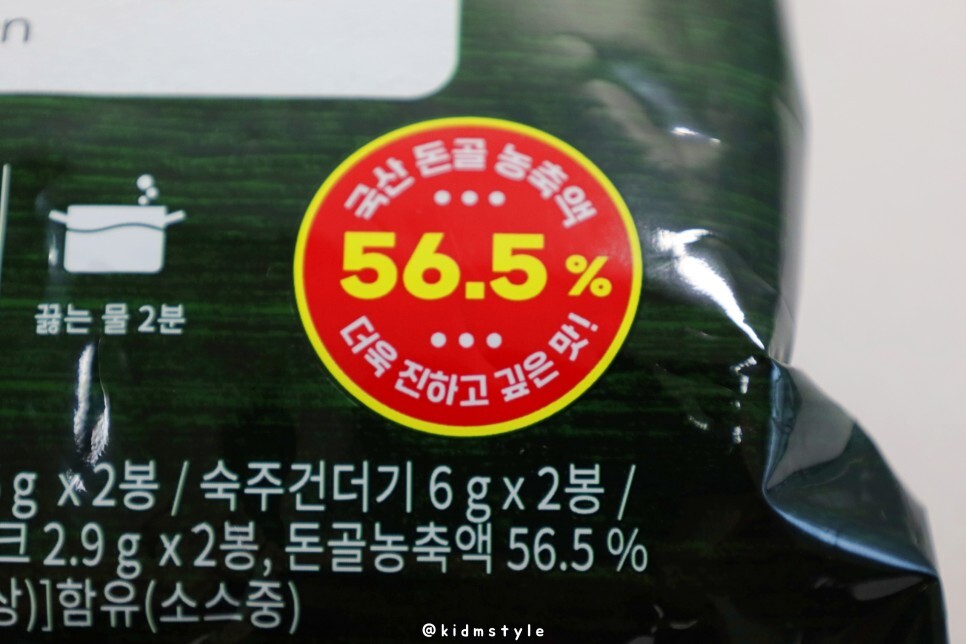 n
국산 돈골 농축액
56.5 %
더욱 진하고 깊은 맛!
끓는 물 2분
g x 2봉 / 숙주건더기 6 g x 2봉 /
크 2.9 g x 2봉, 돈골농축액 56.5 %
상)]함유(소스중)
@kidmstyle